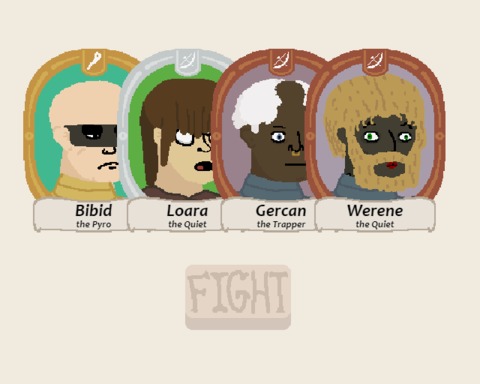 Bibid
the Pyro
Loara
the Quiet
Gercan
the Trapper
Werene
the Quiet
FIGHT